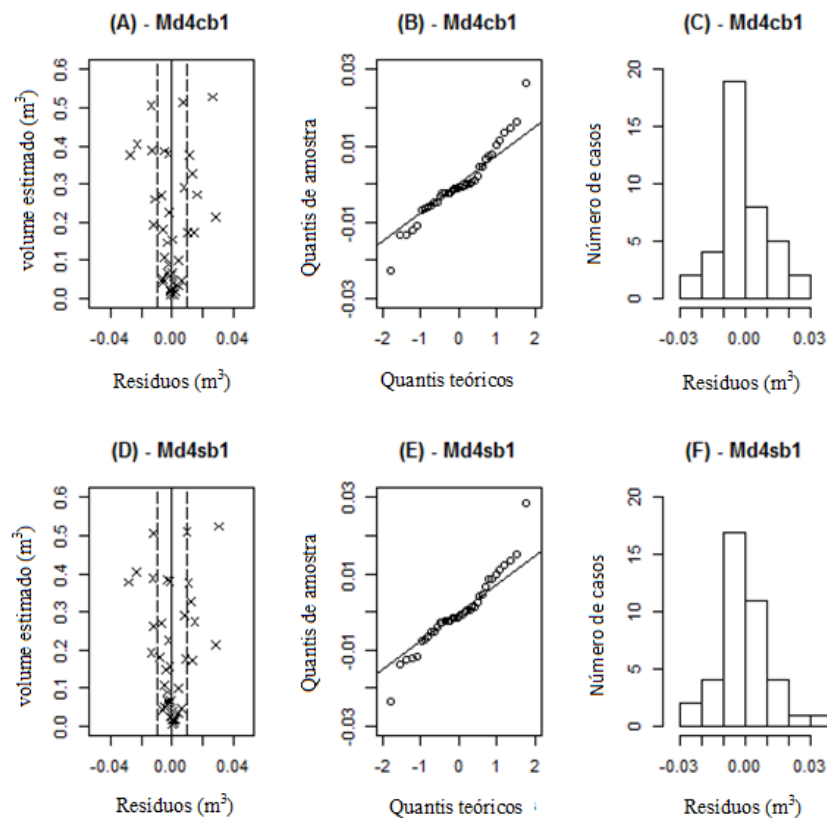 (A) - Md4cb1
volume estimado (m³)
0.0 0.1 0.2 0.3 0.4 0.5 0.6
-0.04 0.00 0.04
Residuos (m³)
(B) - Md4cb1
Quantis de amostra
-0.03 -0.01 0.01 0.03
-2 -1 0 1 2
Quantis teóricos
(C) - Md4cb1
Número de casos
0 5 10 15 20
-0.03 0.00 0.03
Residuos (m³)
(D) - Md4sb1
volume estimado (m³)
0.0 0.1 0.2 0.3 0.4 0.5 0.6
-0.04 0.00 0.04
Residuos (m³)
(E) - Md4sb1
Quantis de amostra
-0.03 -0.01 0.01 0.03
-2 -1 0 1 2
Quantis teóricos
(F) - Md4sb1
Número de casos
0 5 10 15 20
-0.03 0.00 0.03
Residuos (m³)